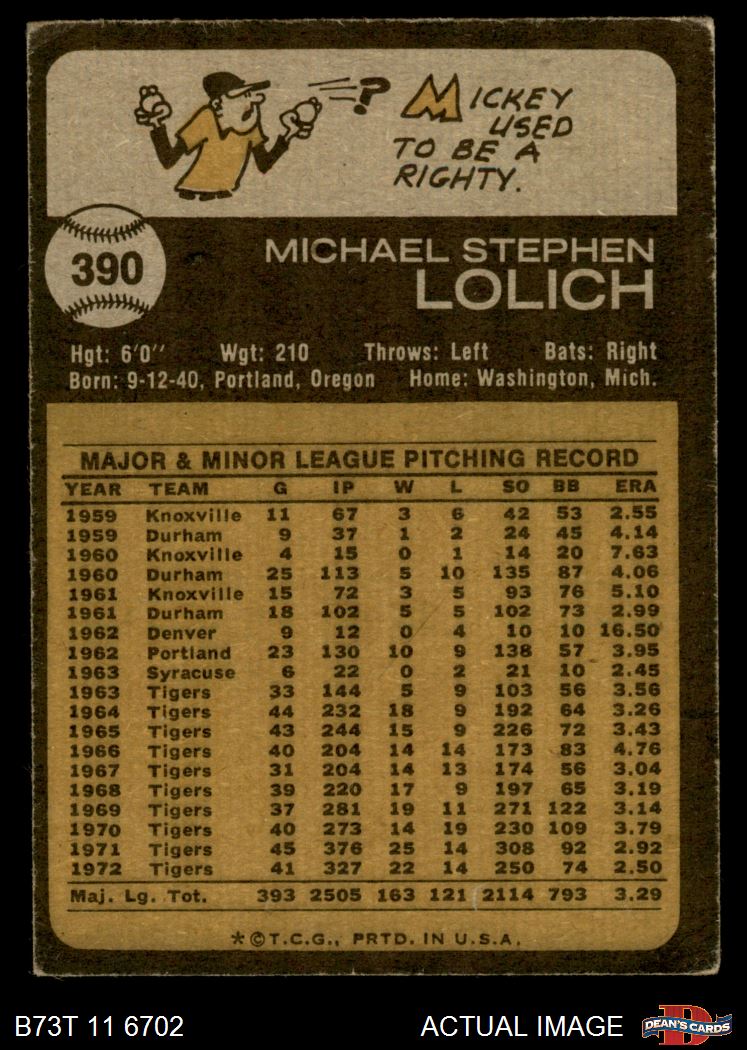 ?
MICKEY
USED
TO BE A
RIGHTY.
390
MICHAEL STEPHEN
LOLICH
Hgt: 6'0'' Wgt: 210 Throws: Left Bats: Right
Born: 9-12-40, Portland, Oregon Home: Washington, Mich.
MAJOR & MINOR LEAGUE PITCHING RECORD
YEAR TEAM G IP W L SO BB ERA
1959 Knoxville 11 67 3 6 42 53 2.55
1959 Durham 9 37 1 2 24 45 4.14
1960 Knoxville 4 15 0 1 14 20 7.63
1960 Durham 25 113 5 10 135 87 4.06
1961 Knoxville 15 72 3 5 93 76 5.10
1961 Durham 18 102 5 5 102 73 2.99
1962 Denver 9 12 0 4 10 10 16.50
1962 Portland 23 130 10 9 138 57 3.95
1963 Syracuse 6 22 0 2 21 10 2.45
1963 Tigers 33 144 5 9 103 56 3.56
1964 Tigers 44 232 18 9 192 64 3.26
1965 Tigers 43 244 15 9 226 72 3.43
1966 Tigers 40 204 14 14 173 83 4.76
1967 Tigers 31 204 14 13 174 56 3.04
1968 Tigers 39 220 17 9 197 65 3.19
1969 Tigers 37 281 19 11 271 122 3.14
1970 Tigers 40 273 14 19 230 109 3.79
1971 Tigers 45 376 25 14 308 92 2.92
1972 Tigers 41 327 22 14 250 74 2.50
Maj. Lg. Tot. 393 2505 163 121 2114 793 3.29
*©T.C.G., PRTD. IN U.S.A.
B73T 11 6702 ACTUAL IMAGE
D
DEAN'S CARDS